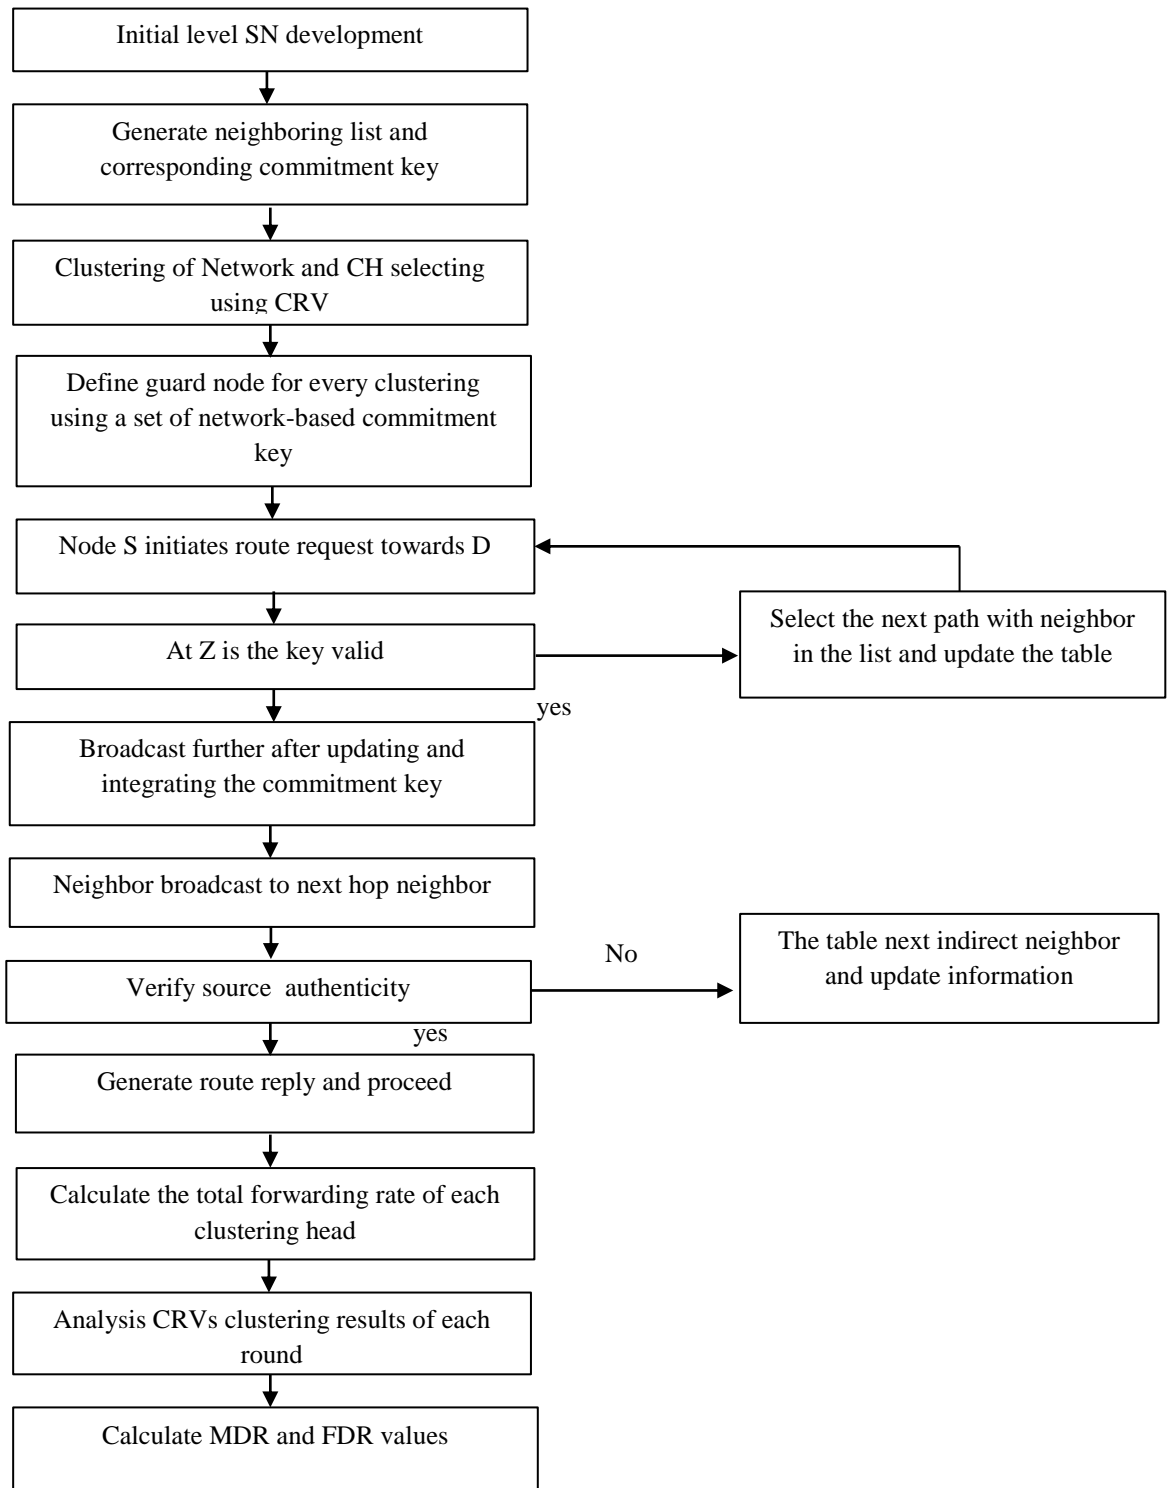 Initial level SN development
Generate neighboring list and
corresponding commitment key
Clustering of Network and CH selecting
using CRV
Define guard node for every clustering
using a set of network-based commitment
key
Node S initiates route request towards D
Select the next path with neighbor
in the list and update the table
At Z is the key valid
yes
Broadcast further after updating and
integrating the commitment key
Neighbor broadcast to next hop neighbor
No
The table next indirect neighbor
and update information
Verify source authenticity
yes
Generate route reply and proceed
Calculate the total forwarding rate of each
clustering head
Analysis CRVs clustering results of each
round
Calculate MDR and FDR values